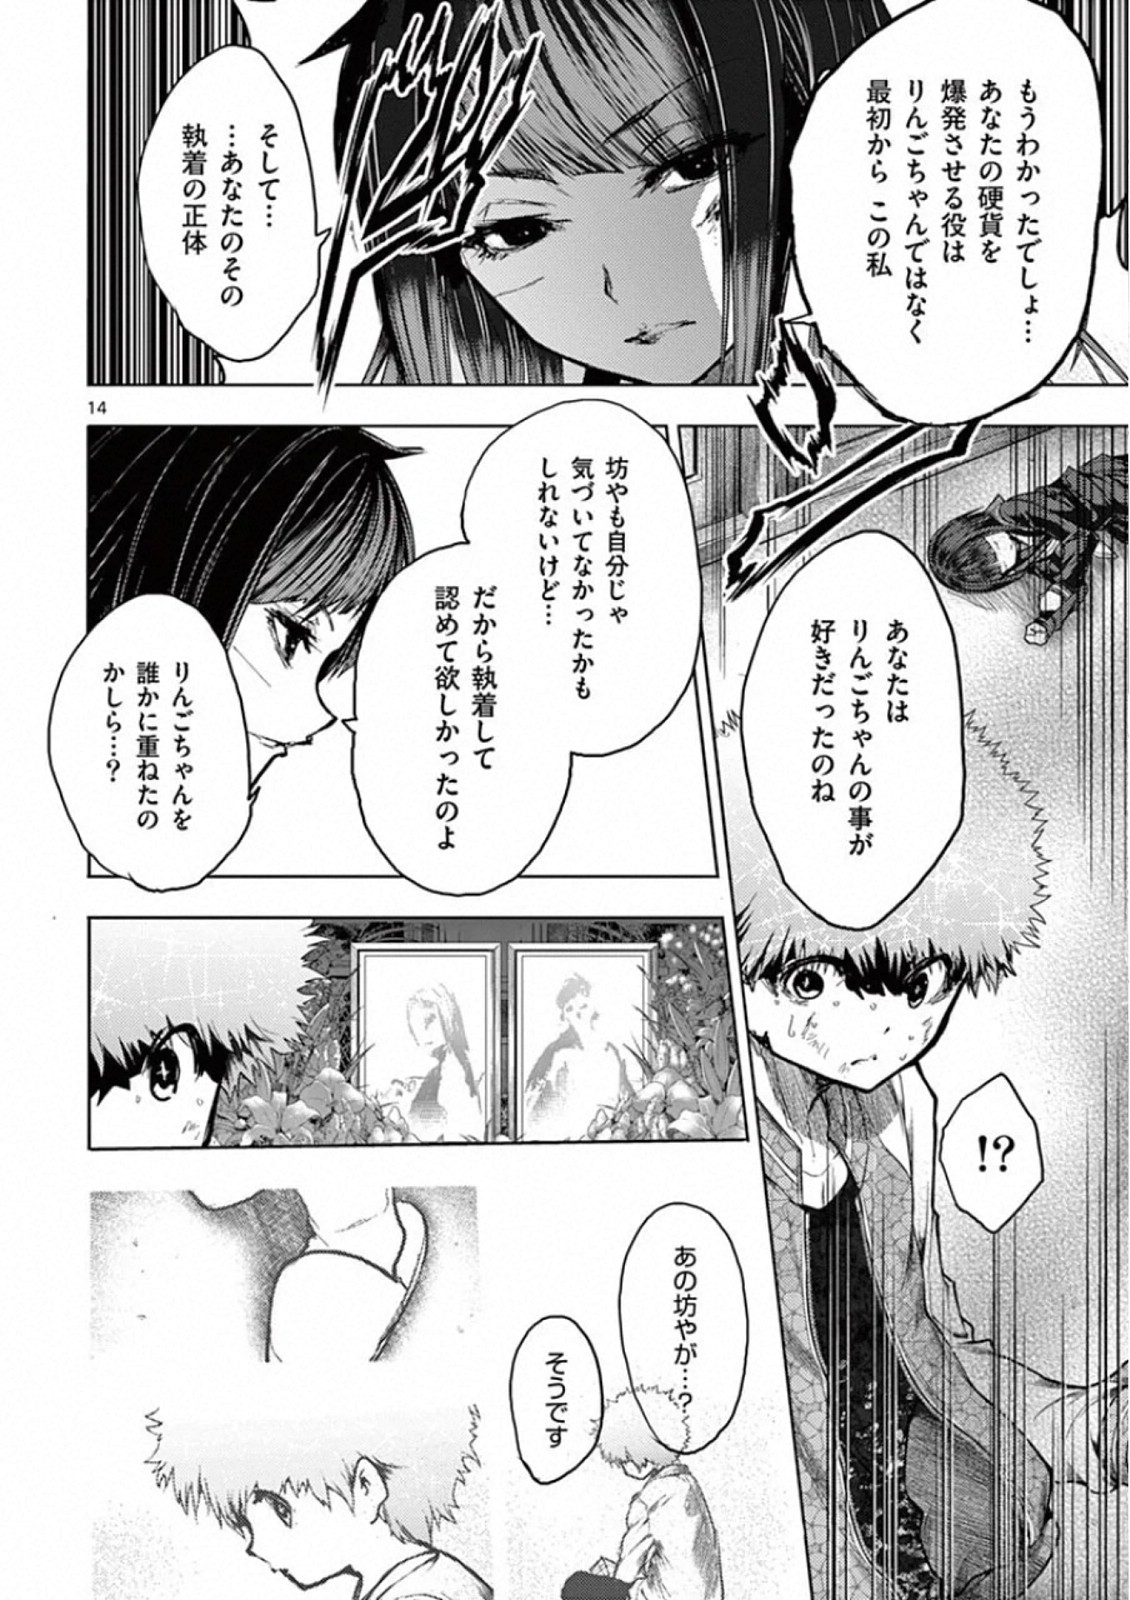 もうわかったでしょ…
あなたの硬貨を
爆発させる役は
りんごちゃんではなく
最初から この私
そして…
…あなたのその
執着の正体
14
あなたは
りんごちゃんの事が
好きだったのね
!?
坊やも自分じゃ
気づいてなかったかも
しれないけど…
だから執着して
認めて欲しかったのよ
りんごちゃんを
誰かに重ねたの
かしら…?
あの坊やが…?
そうです